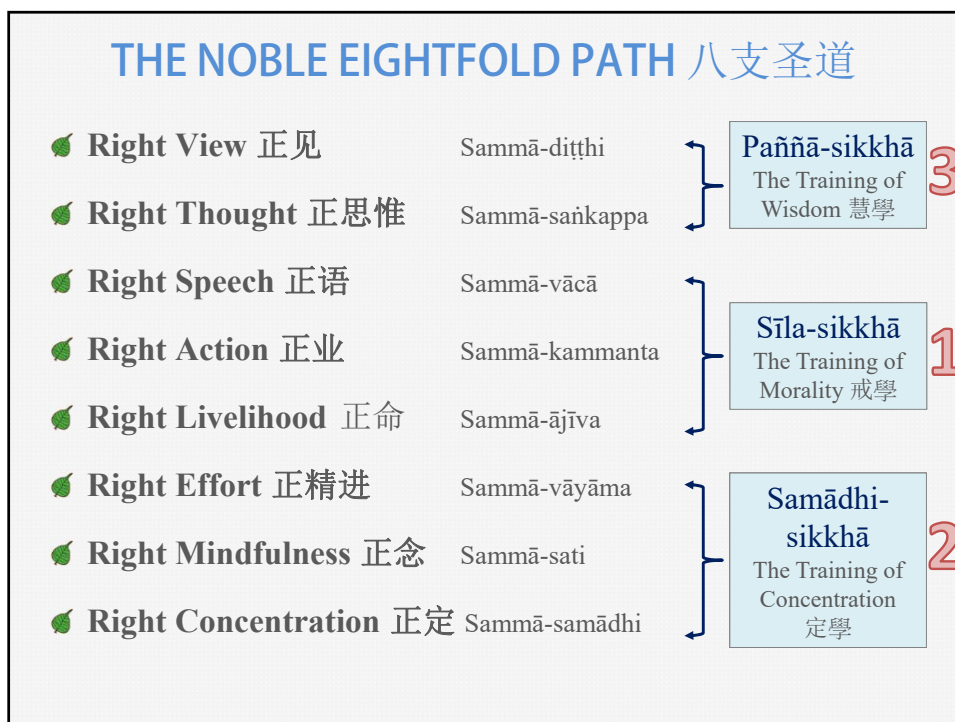 THE NOBLE EIGHTFOLD PATH 八支圣道
Right View 正见 Sammā-diṭṭhi
Right Thought 正思惟 Sammā-saṅkappa
Paññā-sikkhā
The Training of
Wisdom 慧學
3
Right Speech 正语 Sammā-vācā
Right Action 正业 Sammā-kammanta
Right Livelihood 正命 Sammā-ājīva
Sīla-sikkhā
The Training of
Morality 戒學
1
Right Effort 正精进 Sammā-vāyāma
Right Mindfulness 正念 Sammā-sati
Right Concentration 正定 Sammā-samādhi
Samādhi-
sikkhā
The Training of
Concentration
定學
2